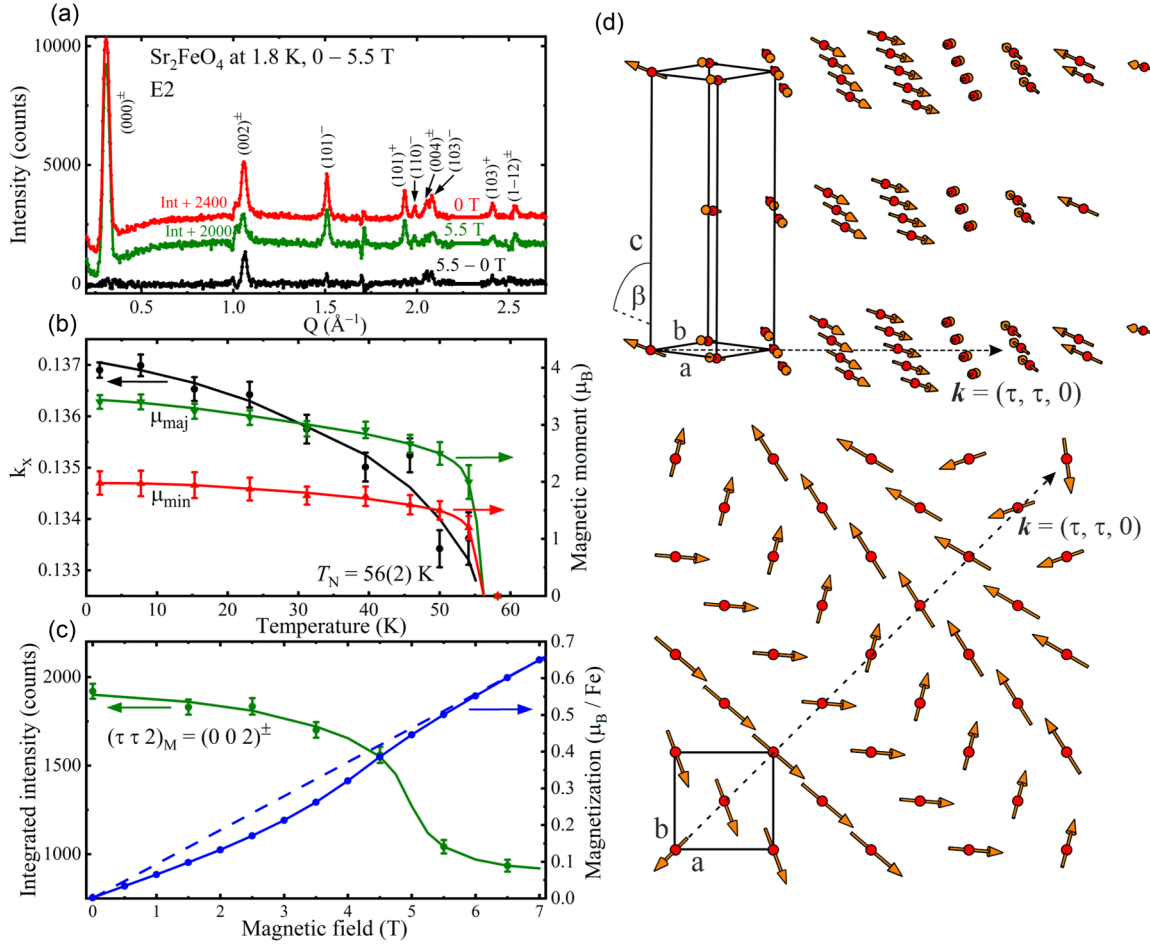 (a)
Sr₂FeO₄ at 1.8 K, 0 – 5.5 T
E2
Intensity (counts)
10000
5000
0
(000)±
(002)±
(101)⁻
(101)⁺
(110)⁻
(004)±
(103)⁻
(103)⁺
(1–12)±
Int + 2400
0 T
Int + 2000
5.5 T
5.5 – 0 T
0.5
1.0
1.5
2.0
2.5
Q (Å⁻¹)
(b)
kₓ
0.137
0.136
0.135
0.134
0.133
μmaj
μmin
T_N = 56(2) K
4
3
2
1
0
Magnetic moment (μ_B)
0
10
20
30
40
50
60
Temperature (K)
(c)
Integrated intensity (counts)
2000
1500
1000
(τ τ 2)_M = (0 0 2)±
0.7
0.6
0.5
0.4
0.3
0.2
0.1
0.0
Magnetization (μ_B / Fe)
0
1
2
3
4
5
6
7
Magnetic field (T)
(d)
c
β
b
a
k = (τ, τ, 0)
k = (τ, τ, 0)
b
a